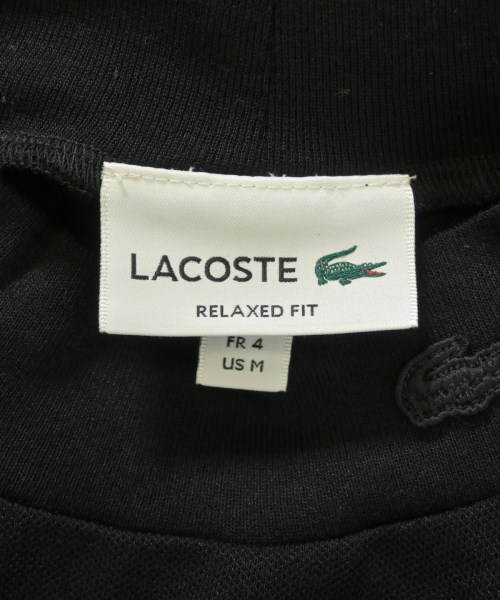 LACOSTE
RELAXED FIT
FR 4
US M